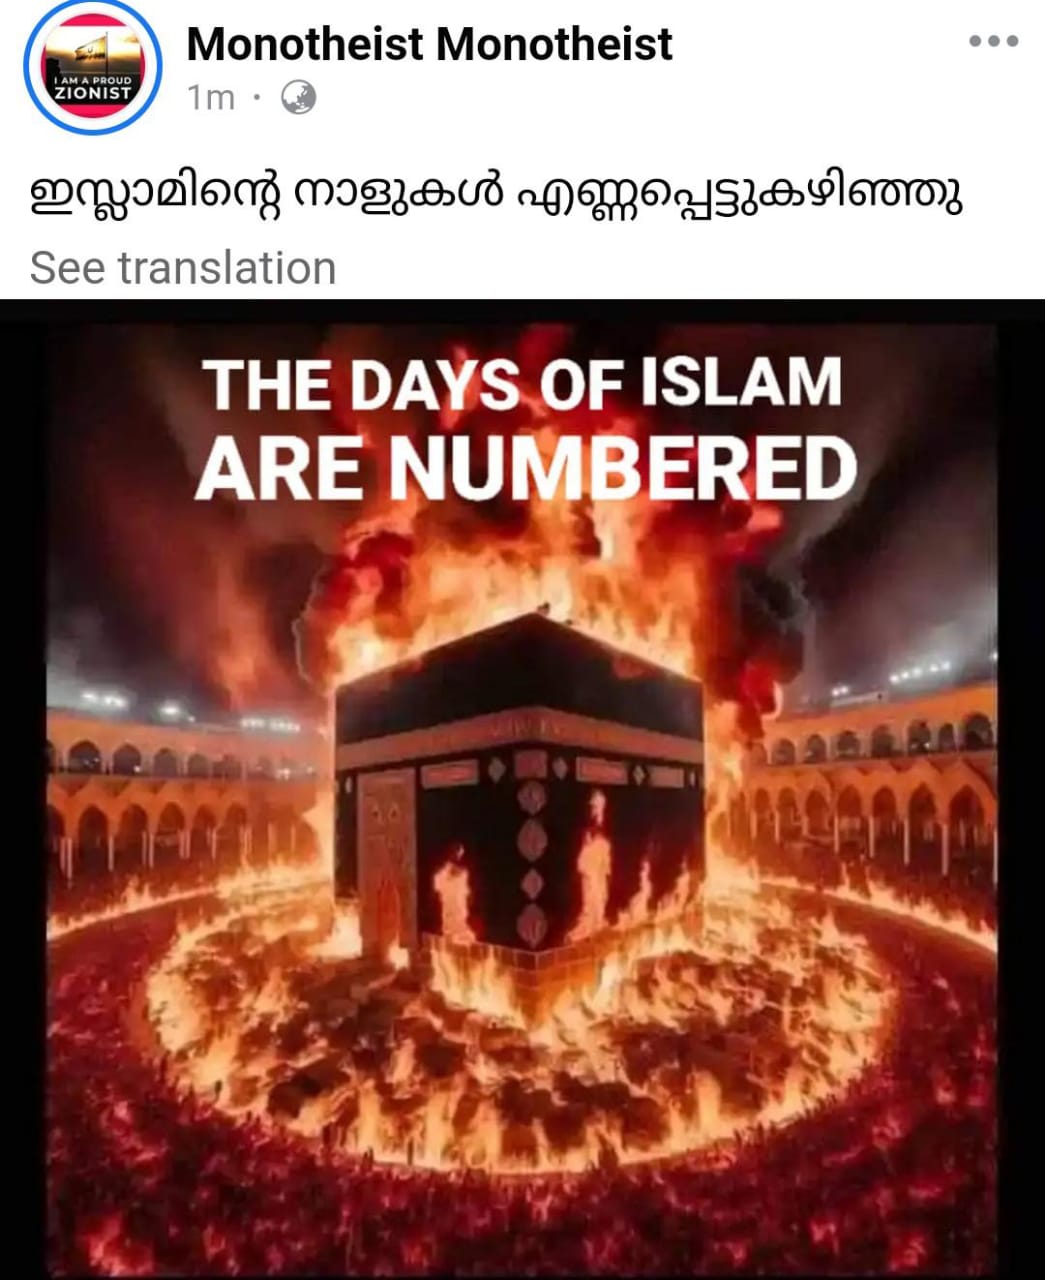 I AM A PROUD
ZIONIST
Monotheist Monotheist
1m
ഇസ്ലാമിന്റെ നാളുകൾ എണ്ണപ്പെട്ടുകഴിഞ്ഞു
See translation
THE DAYS OF ISLAM
ARE NUMBERED